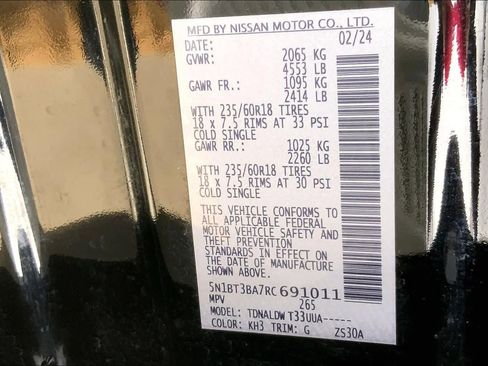 MFD BY NISSAN MOTOR CO., LTD.
DATE: 02/24
GVWR: 2065 KG
4553 LB
GAWR FR.: 1095 KG
2414 LB
WITH 235/60R18 TIRES
18 x 7.5 RIMS AT 33 PSI
COLD SINGLE
GAWR RR.: 1025 KG
2260 LB
WITH 235/60R18 TIRES
18 x 7.5 RIMS AT 30 PSI
COLD SINGLE
THIS VEHICLE CONFORMS TO
ALL APPLICABLE FEDERAL
MOTOR VEHICLE SAFETY AND
THEFT PREVENTION
STANDARDS IN EFFECT ON
THE DATE OF MANUFACTURE
SHOWN ABOVE.
5N1BT3BA7RC691011
MPV 265
MODEL: TDNALDW T33UUA-----
COLOR: KH3 TRIM: G ZS30A